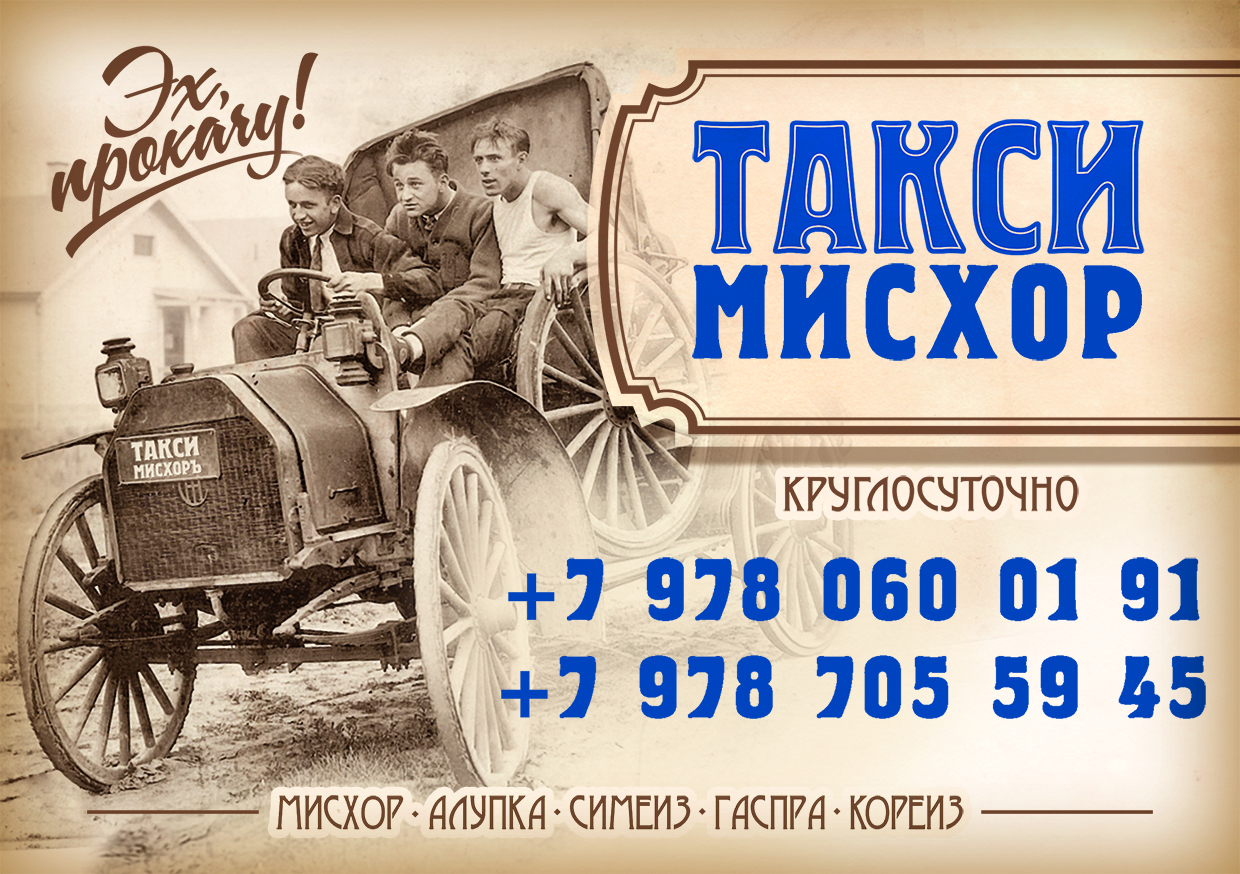 Эх,
прокачу!
ТАКСИ
МИСХОР
ТАКСИ
МИСХОРЪ
КРУГЛОСУТОЧНО
+7 978 060 01 91
+7 978 705 59 45
МИСХОР · АЛУПКА · СИМЕИЗ · ГАСПРА · КОРЕИЗ